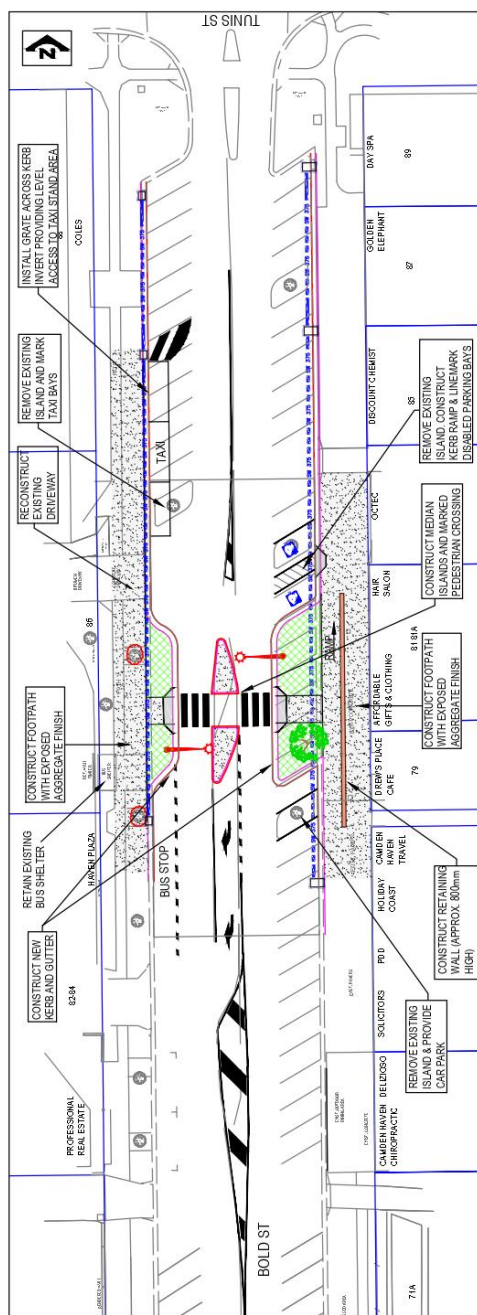 Z
TUNIS ST
PROFESSIONAL
REAL ESTATE
82-84
CONSTRUCT NEW
KERB AND GUTTER
RETAIN EXISTING
BUS SHELTER
HAVEN PLAZA
CONSTRUCT FOOTPATH
WITH EXPOSED
AGGREGATE FINISH
86
RECONSTRUCT
EXISTING
DRIVEWAY
REMOVE EXISTING
ISLAND AND MARK
TAXI BAYS
INSTALL GRATE ACROSS KERB
INVERT PROVIDING LEVEL
ACCESS TO TAXI STAND AREA
COLES
BUS STOP
TAXI
BOLD ST
RAMP
71A
CAMDEN HAVEN
CHIROPRACTIC
DELIZIOSO
SOLICITORS
PDD
HOLIDAY
COAST
CAMDEN
HAVEN
TRAVEL
DREW'S PLACE
CAFE
79
AFFORDABLE
GIFTS & CLOTHING
81
81A
HAIR
SALON
OCTEC
85
DISCOUNT CHEMIST
87
GOLDEN
ELEPHANT
89
DAY SPA
REMOVE EXISTING
ISLAND & PROVIDE
CAR PARK
CONSTRUCT RETAINING
WALL (APPROX. 800mm
HIGH)
CONSTRUCT FOOTPATH
WITH EXPOSED
AGGREGATE FINISH
CONSTRUCT MEDIAN
ISLANDS AND MARKED
PEDESTRIAN CROSSING
REMOVE EXISTING
ISLAND, CONSTRUCT
KERB RAMP & LINEMARK
DISABLED PARKING BAYS